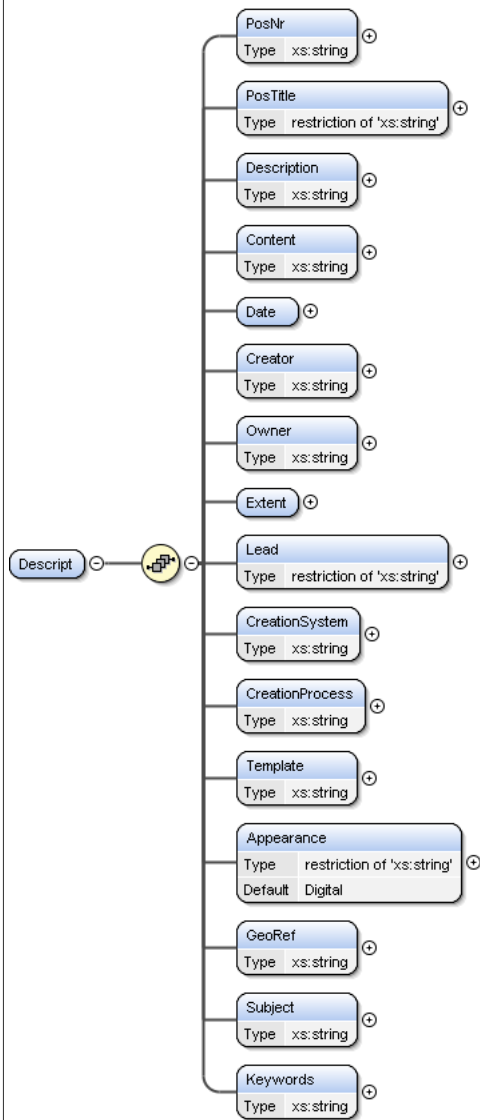 PosNr
Type xs:string
PosTitle
Type restriction of 'xs:string'
Description
Type xs:string
Content
Type xs:string
Date
Creator
Type xs:string
Owner
Type xs:string
Extent
Descript
Lead
Type restriction of 'xs:string'
CreationSystem
Type xs:string
CreationProcess
Type xs:string
Template
Type xs:string
Appearance
Type restriction of 'xs:string'
Default Digital
GeoRef
Type xs:string
Subject
Type xs:string
Keywords
Type xs:string